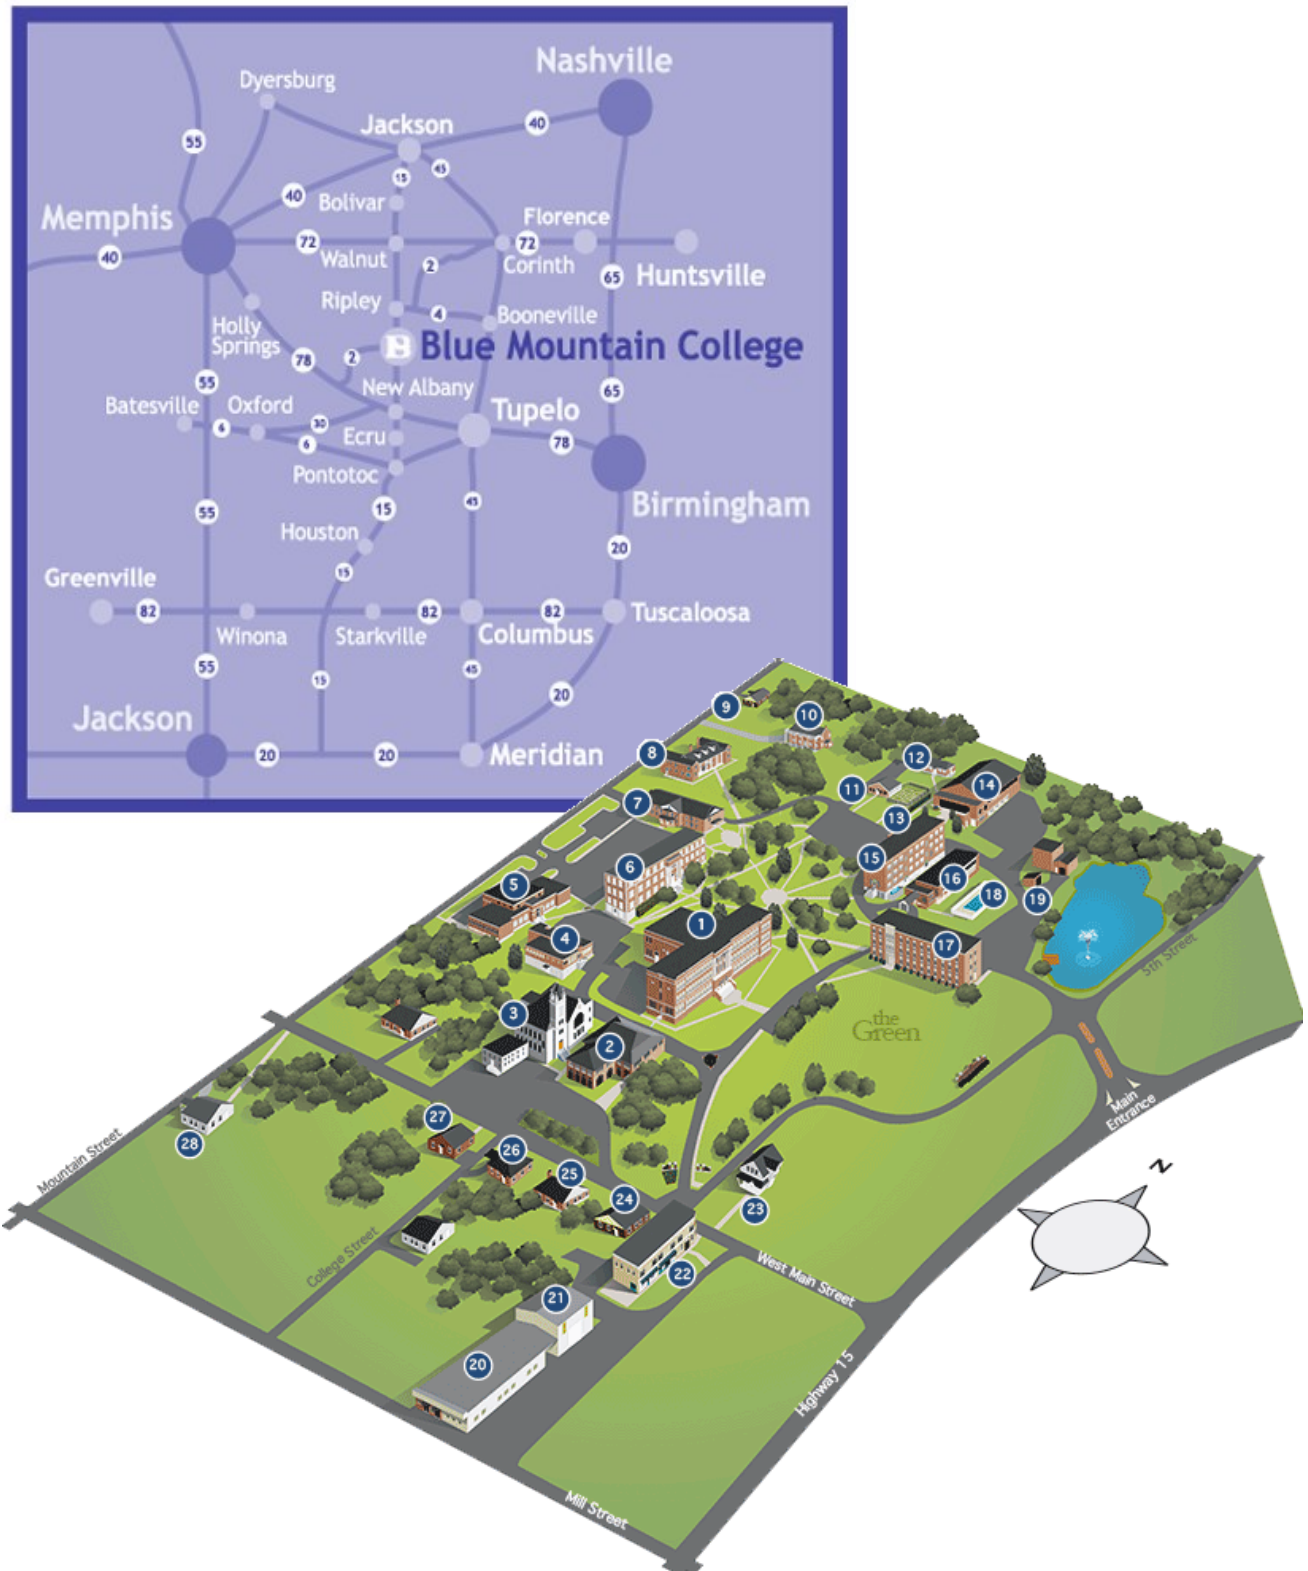 Nashville
Dyersburg
Jackson
40
55
15
45
40
Bolivar
Memphis
Florence
72
72
40
Walnut
2
Corinth
65
Huntsville
Ripley
4
Booneville
Holly
Springs
B Blue Mountain College
78
2
55
New Albany
65
Batesville
Oxford
Tupelo
6
30
Ecru
78
6
Pontotoc
Birmingham
45
15
55
Houston
20
15
Greenville
82
82
82
Tuscaloosa
Winona
Starkville
Columbus
55
15
45
20
Jackson
20
20
Meridian
9
10
8
12
11
14
7
13
15
6
16
5
18
19
1
4
17
5th Street
3
the
Green
2
Main
Entrance
27
28
Mountain Street
26
25
N
24
23
College Street
22
West Main Street
21
20
Highway 15
Mill Street